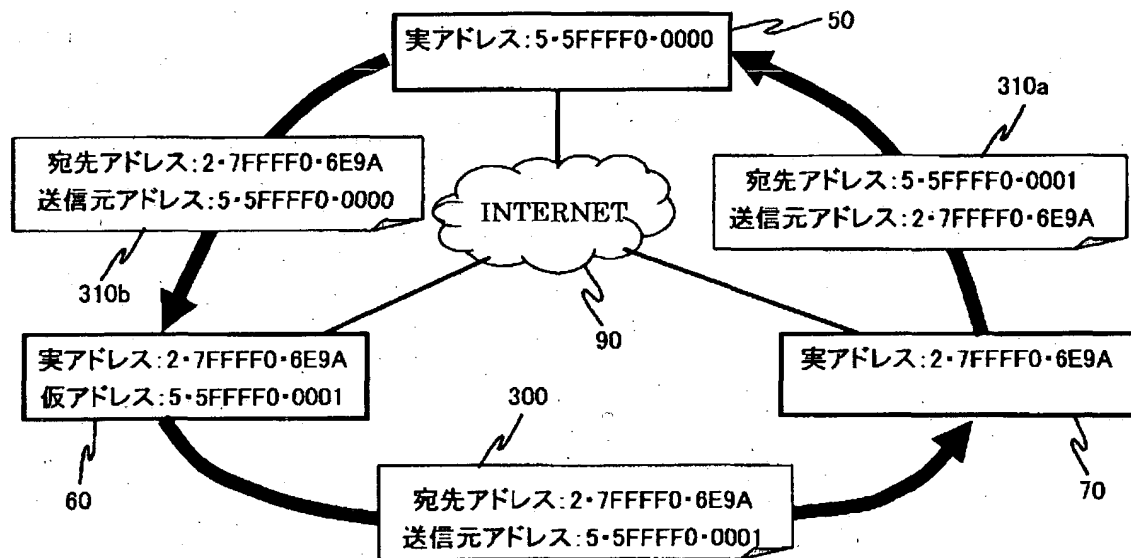 50
実アドレス:5・5FFFF0・0000
310a
宛先アドレス:2・7FFFF0・6E9A
送信元アドレス:5・5FFFF0・0000
INTERNET
宛先アドレス:5・5FFFF0・0001
送信元アドレス:2・7FFFF0・6E9A
310b
90
実アドレス:2・7FFFF0・6E9A
仮アドレス:5・5FFFF0・0001
実アドレス:2・7FFFF0・6E9A
300
60
70
宛先アドレス:2・7FFFF0・6E9A
送信元アドレス:5・5FFFF0・0001